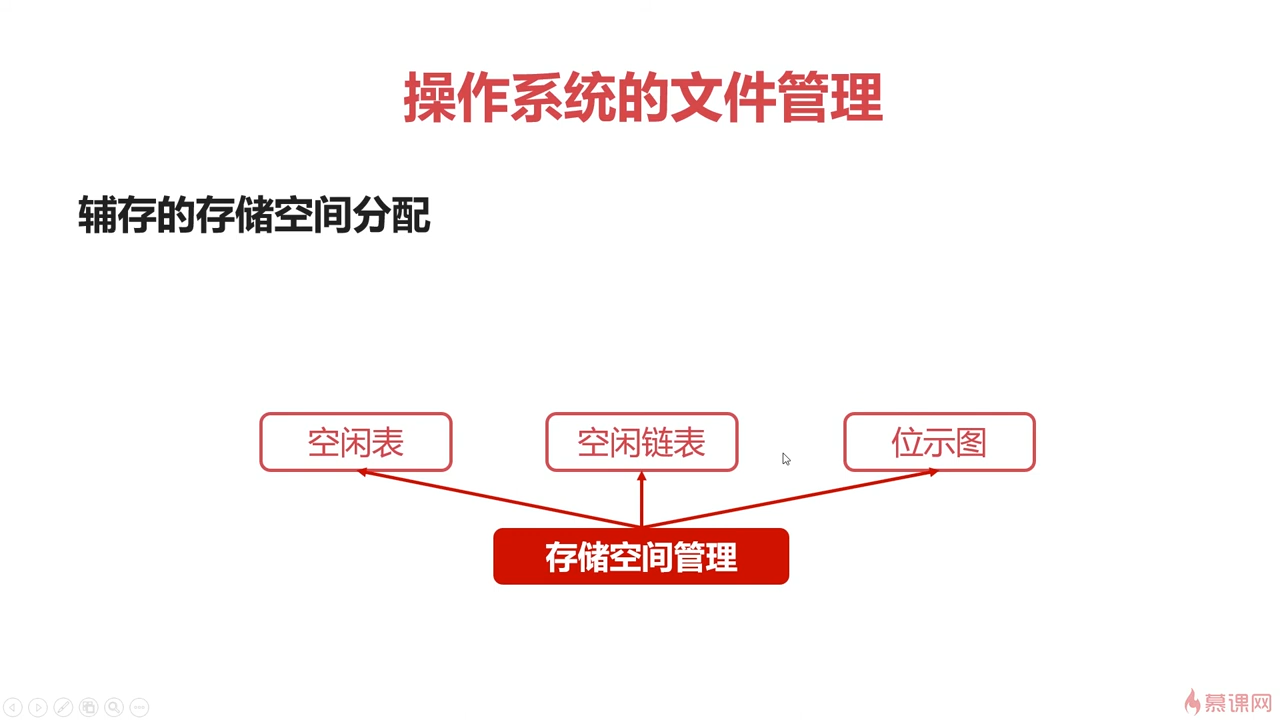 操作系统的文件管理
辅存的存储空间分配
空闲表
空闲链表
位示图
存储空间管理
慕课网